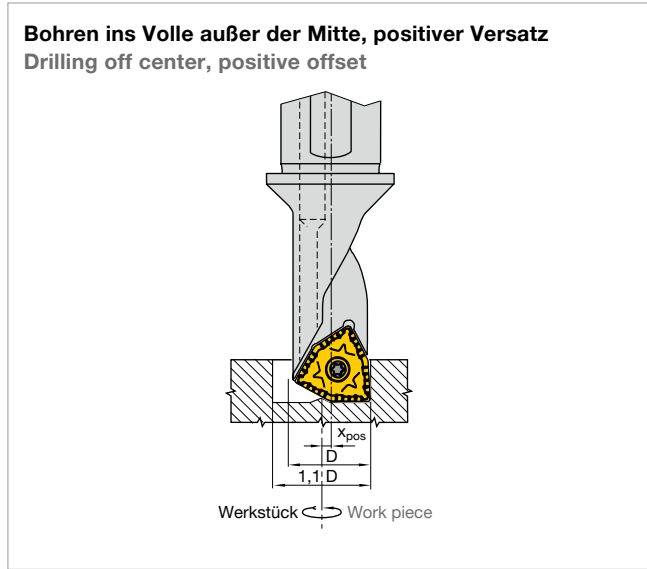 Bohren ins Volle außer der Mitte, positiver Versatz
Drilling off center, positive offset
xpos
D
1,1 D
Werkstück Work piece